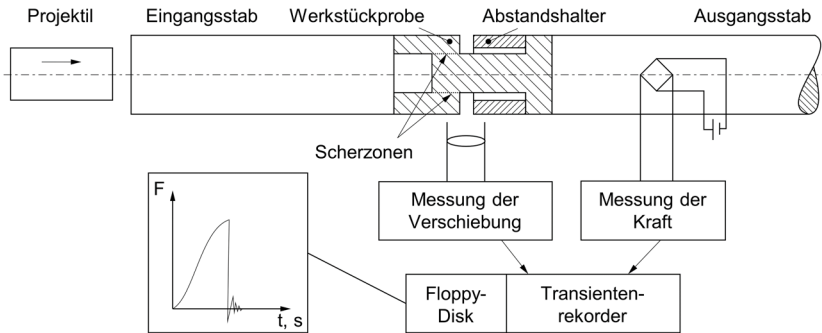 Projektil
Eingangsstab
Werkstückprobe
Abstandshalter
Ausgangsstab
Scherzonen
Messung der
Verschiebung
Messung der
Kraft
F
t, s
Floppy-
Disk
Transienten-
rekorder